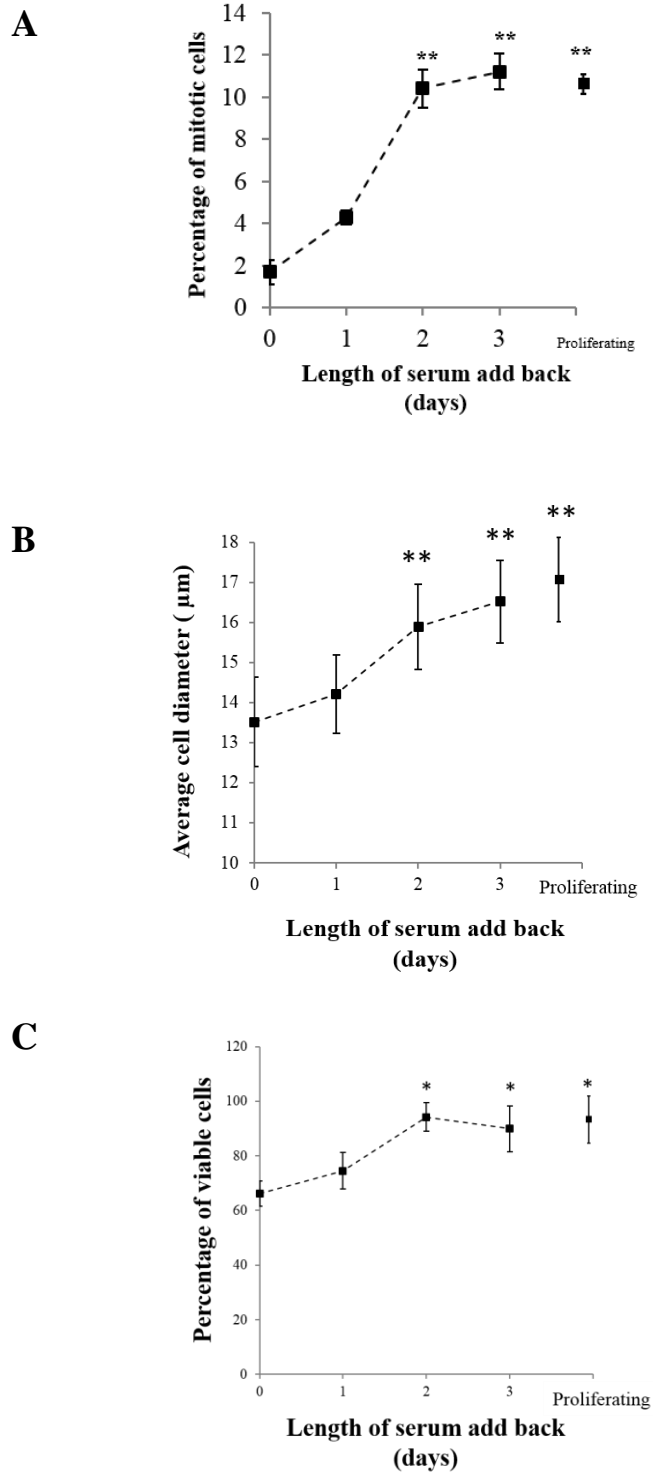 A
Percentage of mitotic cells
14
12
10
8
6
4
2
0
**
**
**
0 1 2 3 Proliferating
Length of serum add back
(days)
B
Average cell diameter ( µm)
18
17
16
15
14
13
12
11
10
**
**
**
0 1 2 3 Proliferating
Length of serum add back
(days)
C
Percentage of viable cells
120
100
80
60
40
20
0
*
*
*
0 1 2 3 Proliferating
Length of serum add back
(days)